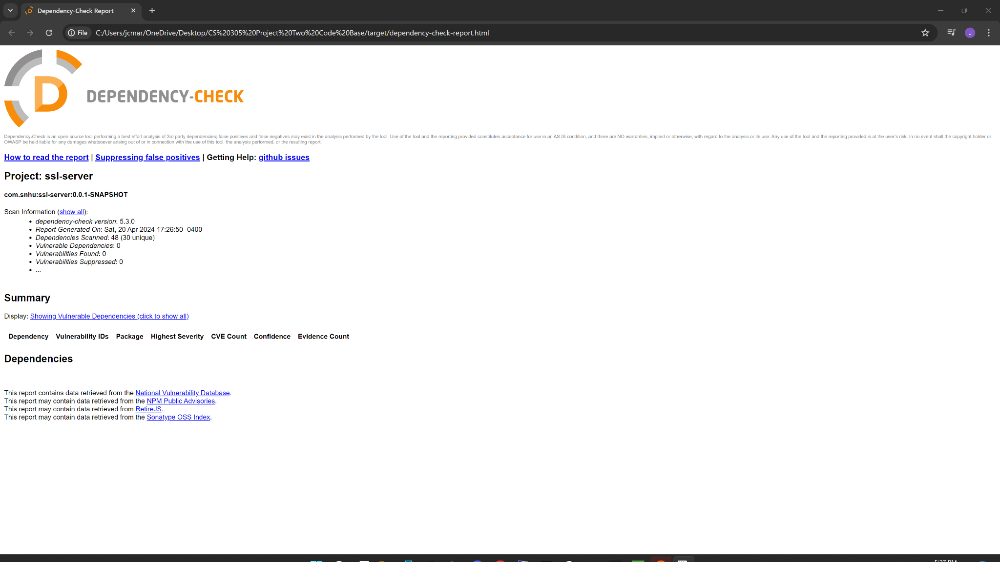 Dependency-Check Report
File
C:/Users/jcmar/OneDrive/Desktop/CS%20305%20Project%20Two%20Code%20Base/target/dependency-check-report.html
J
D
DEPENDENCY-CHECK
Dependency-Check is an open source tool performing a best effort analysis of 3rd party dependencies; false positives and false negatives may exist in the analysis performed by the tool. Use of the tool and the reporting provided constitutes acceptance for use in an AS IS condition, and there are NO warranties, implied or otherwise, with regard to the analysis or its use. Any use of the tool and the reporting provided is at the user's risk. In no event shall the copyright holder or
OWASP be held liable for any damages whatsoever arising out of or in connection with the use of this tool, the analysis performed, or the resulting report.
How to read the report | Suppressing false positives | Getting Help: github issues
Project: ssl-server
com.snhu:ssl-server:0.0.1-SNAPSHOT
Scan Information (show all):
• dependency-check version: 5.3.0
• Report Generated On: Sat, 20 Apr 2024 17:26:50 -0400
• Dependencies Scanned: 48 (30 unique)
• Vulnerable Dependencies: 0
• Vulnerabilities Found: 0
• Vulnerabilities Suppressed: 0
• ...
Summary
Display: Showing Vulnerable Dependencies (click to show all)
Dependency Vulnerability IDs Package Highest Severity CVE Count Confidence Evidence Count
Dependencies
This report contains data retrieved from the National Vulnerability Database.
This report may contain data retrieved from the NPM Public Advisories.
This report may contain data retrieved from RetireJS.
This report may contain data retrieved from the Sonatype OSS Index.
5:27 PM